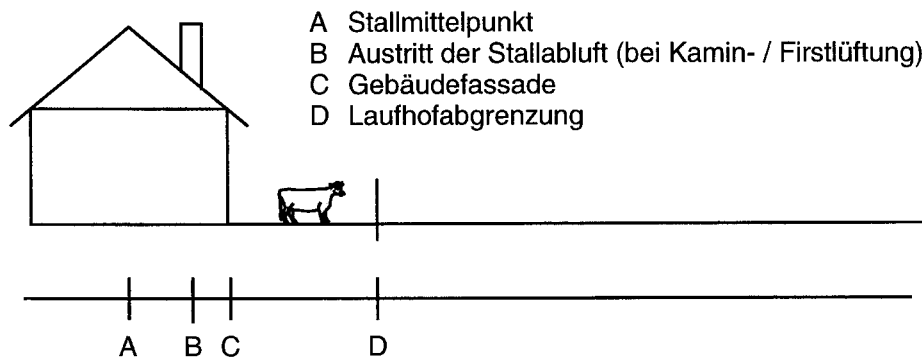 A Stallmittelpunkt
B Austritt der Stallabluft (bei Kamin- / Firstlüftung)
C Gebäudefassade
D Laufhofabgrenzung
A B C D